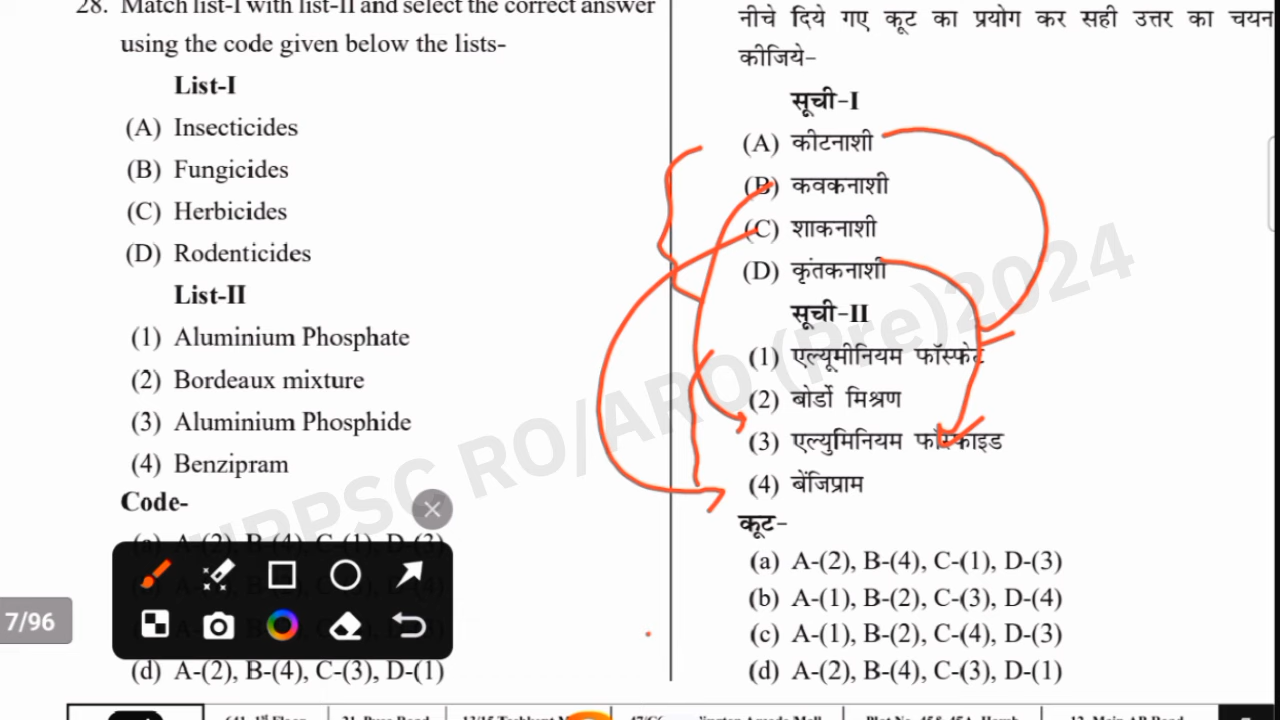 28. Match list-I with list-II and select the correct answer
using the code given below the lists-
List-I
(A) Insecticides
(B) Fungicides
(C) Herbicides
(D) Rodenticides
List-II
(1) Aluminium Phosphate
(2) Bordeaux mixture
(3) Aluminium Phosphide
(4) Benzipram
Code-
(a) A-(2), B-(4), C-(1), D-(3)
(d) A-(2), B-(4), C-(3), D-(1)
नीचे दिये गए कूट का प्रयोग कर सही उत्तर का चयन
कीजिये-
सूची-I
(A) कीटनाशी
(B) कवकनाशी
(C) शाकनाशी
(D) कृंतकनाशी
सूची-II
(1) एल्यूमीनियम फॉस्फेट
(2) बोर्डो मिश्रण
(3) एल्युमिनियम फॉस्फाइड
(4) बेंजिप्राम
कूट-
(a) A-(2), B-(4), C-(1), D-(3)
(b) A-(1), B-(2), C-(3), D-(4)
(c) A-(1), B-(2), C-(4), D-(3)
(d) A-(2), B-(4), C-(3), D-(1)
UPPSC RO/ARO (Pre)2024
7/96